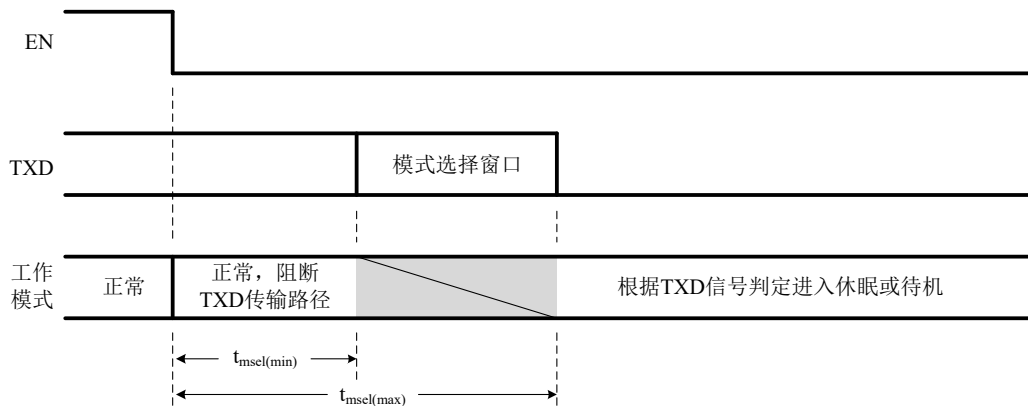 EN
TXD
模式选择窗口
工作
模式
正常
正常，阻断
TXD传输路径
根据TXD信号判定进入休眠或待机
tmsel(min)
tmsel(max)